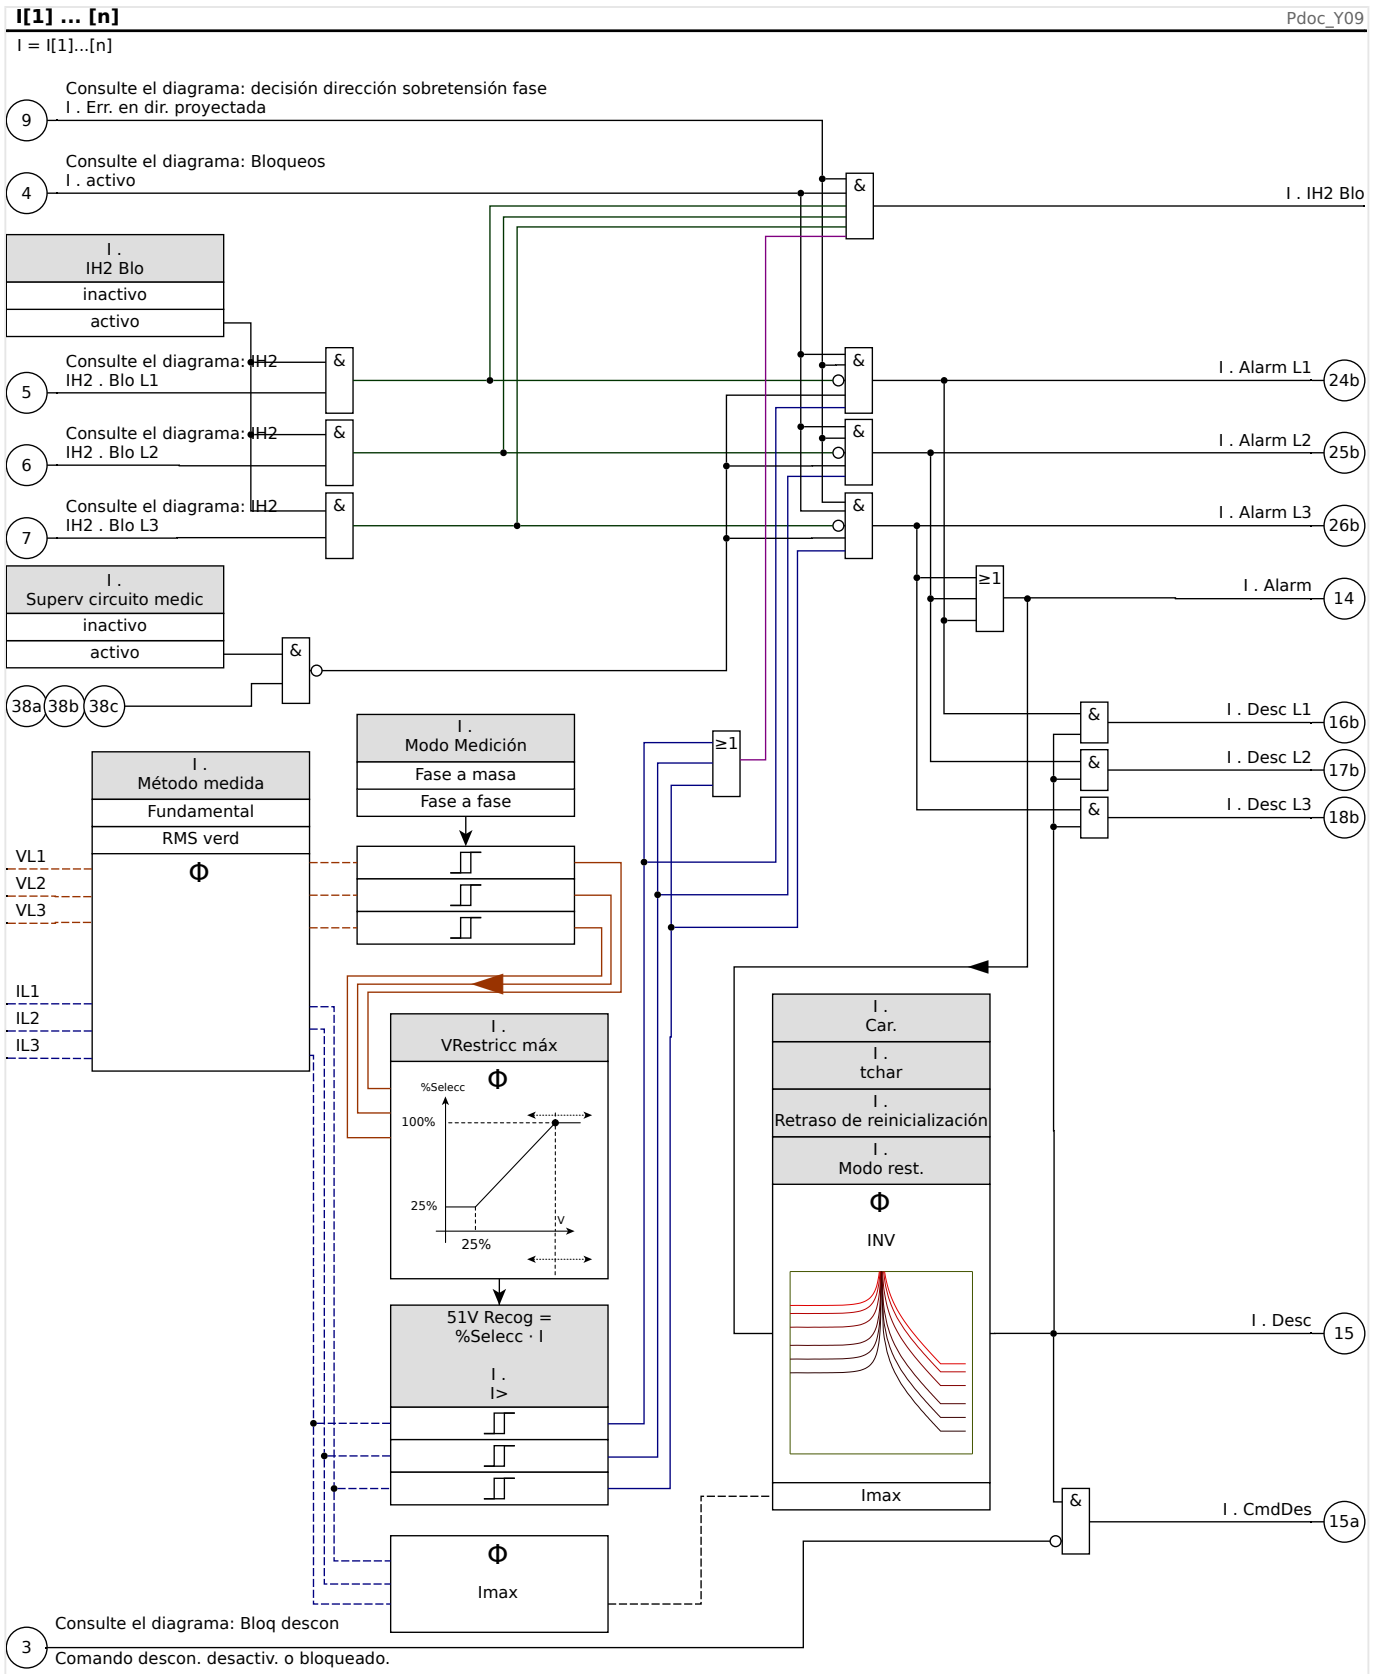 I[1] ... [n]
Pdoc_Y09
I = I[1]...[n]
Consulte el diagrama: decisión dirección sobretensión fase
I . Err. en dir. proyectada
9
Consulte el diagrama: Bloqueos
I . activo
4
&
I . IH2 Blo
I .
IH2 Blo
inactivo
activo
Consulte el diagrama: IH2
IH2 . Blo L1
5
&
&
I . Alarm L1
24b
Consulte el diagrama: IH2
IH2 . Blo L2
6
&
&
I . Alarm L2
25b
Consulte el diagrama: IH2
IH2 . Blo L3
7
&
&
I . Alarm L3
26b
I .
Superv circuito medic
inactivo
activo
&
≥1
I . Alarm
14
38a
38b
38c
I .
Modo Medición
Fase a masa
Fase a fase
≥1
&
I . Desc L1
16b
&
I . Desc L2
17b
&
I . Desc L3
18b
I .
Método medida
Fundamental
RMS verd
Φ
VL1
VL2
VL3
IL1
IL2
IL3
I .
VRestricc máx
Φ
%Selecc
100%
25%
V
25%
I .
Car.
I .
tchar
I .
Retraso de reinicialización
I .
Modo rest.
Φ
INV
Imax
51V Recog =
%Selecc · I
I .
I>
I . Desc
15
Φ
Imax
&
I . CmdDes
15a
Consulte el diagrama: Bloq descon
3
Comando descon. desactiv. o bloqueado.